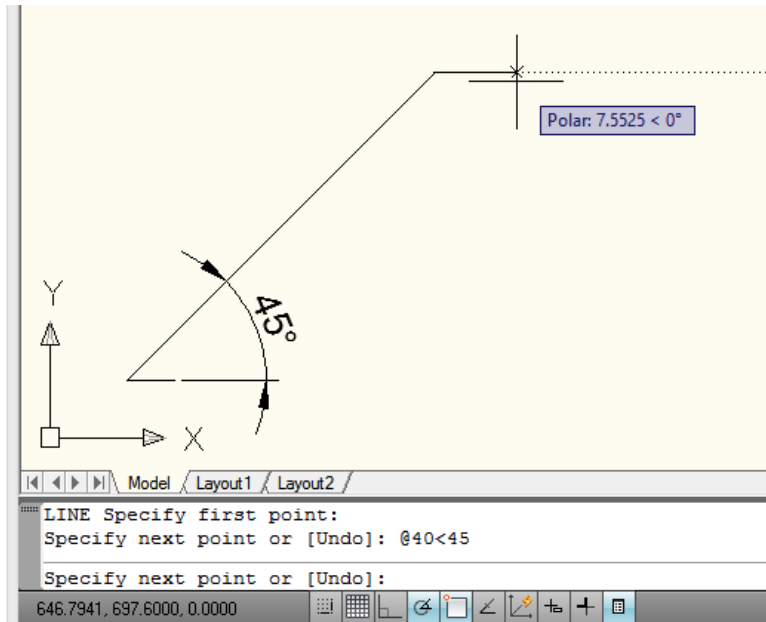 Polar: 7.5525 < 0°
45°
Y
X
Model Layout1 Layout2
LINE Specify first point:
Specify next point or [Undo]: @40<45
Specify next point or [Undo]:
646.7941, 697.6000, 0.0000